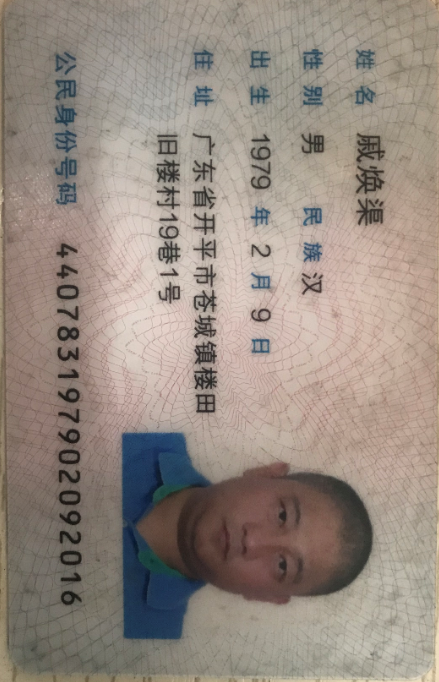 姓名 戚焕渠
性别 男 民族 汉
出生 1979 年 2 月 9 日
住址 广东省开平市苍城镇楼田
旧楼村19巷1号
公民身份号码 440783197902092016